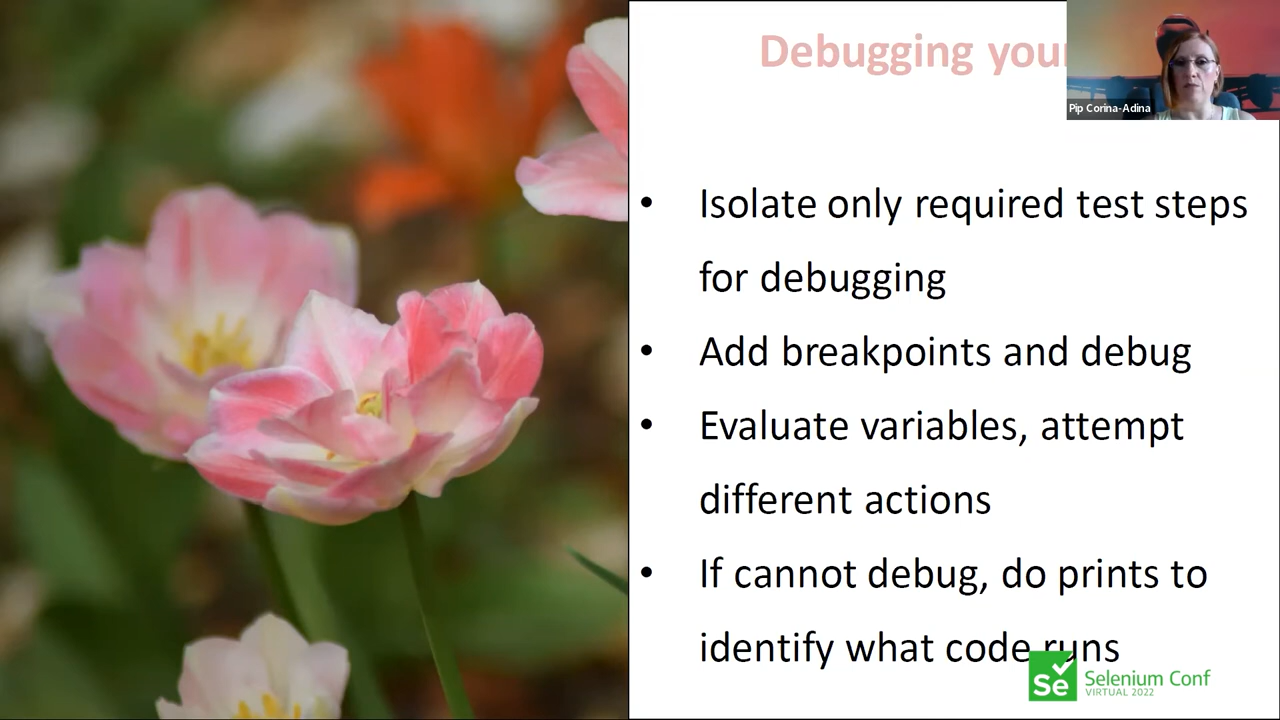 Debugging your
Pip Corina-Adina
• Isolate only required test steps
for debugging
• Add breakpoints and debug
• Evaluate variables, attempt
different actions
• If cannot debug, do prints to
identify what code runs
Se Selenium Conf
VIRTUAL 2022